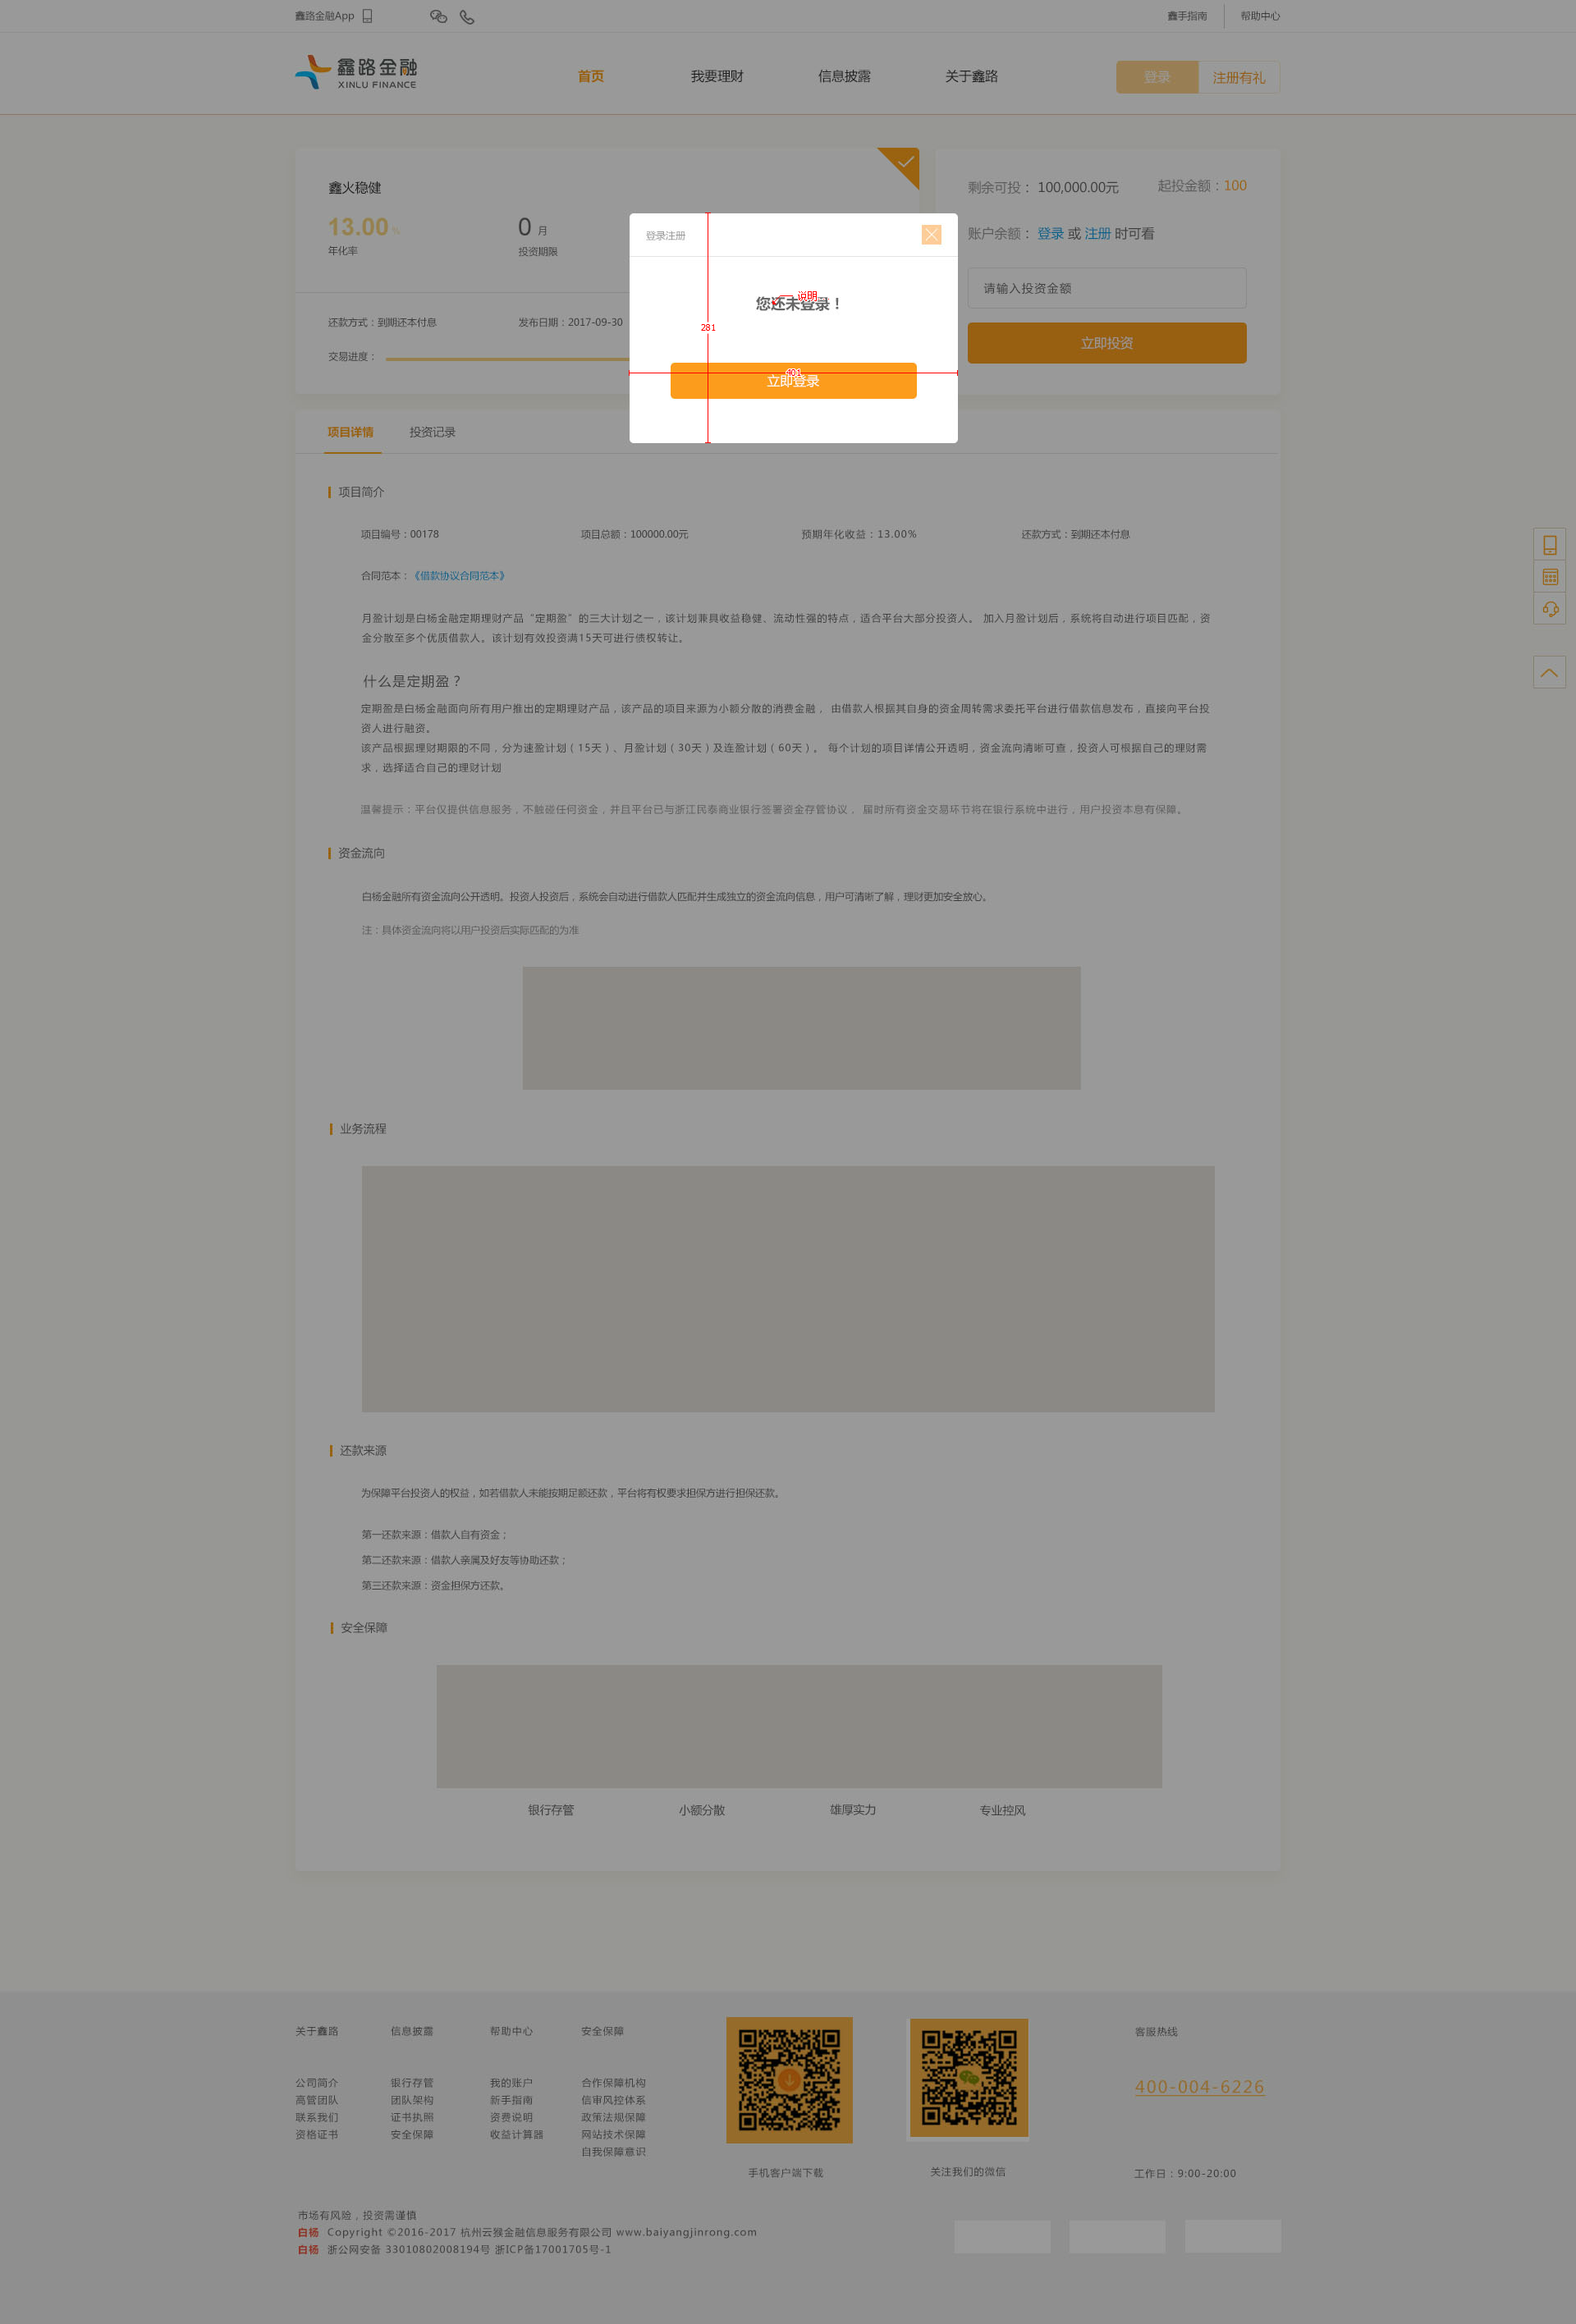 鑫路金融App
鑫手指南 帮助中心
鑫路金融
XINLU FINANCE
首页 我要理财 信息披露 关于鑫路
登录 注册有礼
鑫火稳健
13.00%
年化率
0 月
投资期限
还款方式：到期还本付息 发布日期：2017-09-30
交易进度：
剩余可投： 100,000.00元 起投金额：100
账户余额： 登录 或 注册 时可看
请输入投资金额
立即投资
登录注册
说明
您还未登录！
281
401
立即登录
项目详情 投资记录
项目简介
项目编号：00178 项目总额：100000.00元 预期年化收益：13.00% 还款方式：到期还本付息
合同范本：《借款协议合同范本》
月盈计划是白杨金融定期理财产品“定期盈”的三大计划之一，该计划兼具收益稳健、流动性强的特点，适合平台大部分投资人。 加入月盈计划后，系统将自动进行项目匹配，资
金分散至多个优质借款人。该计划有效投资满15天可进行债权转让。
什么是定期盈？
定期盈是白杨金融面向所有用户推出的定期理财产品，该产品的项目来源为小额分散的消费金融， 由借款人根据其自身的资金周转需求委托平台进行借款信息发布，直接向平台投
资人进行融资。
该产品根据理财期限的不同，分为速盈计划（15天）、月盈计划（30天）及连盈计划（60天）。 每个计划的项目详情公开透明，资金流向清晰可查，投资人可根据自己的理财需
求，选择适合自己的理财计划
温馨提示：平台仅提供信息服务，不触碰任何资金，并且平台已与浙江民泰商业银行签署资金存管协议， 届时所有资金交易环节将在银行系统中进行，用户投资本息有保障。
资金流向
白杨金融所有资金流向公开透明。投资人投资后，系统会自动进行借款人匹配并生成独立的资金流向信息，用户可清晰了解，理财更加安全放心。
注：具体资金流向将以用户投资后实际匹配的为准
业务流程
还款来源
为保障平台投资人的权益，如若借款人未能按期足额还款，平台将有权要求担保方进行担保还款。
第一还款来源：借款人自有资金；
第二还款来源：借款人亲属及好友等协助还款；
第三还款来源：资金担保方还款。
安全保障
银行存管 小额分散 雄厚实力 专业控风
关于鑫路 信息披露 帮助中心 安全保障 客服热线
公司简介 银行存管 我的账户 合作保障机构
高管团队 团队架构 新手指南 信审风控体系
联系我们 证书执照 资费说明 政策法规保障
资格证书 安全保障 收益计算器 网站技术保障
自我保障意识
400-004-6226
手机客户端下载 关注我们的微信 工作日：9:00-20:00
市场有风险，投资需谨慎
白杨 Copyright ©2016-2017 杭州云猴金融信息服务有限公司 www.baiyangjinrong.com
白杨 浙公网安备 33010802008194号 浙ICP备17001705号-1